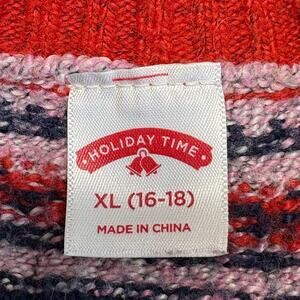 • HOLIDAY TIME •
XL (16-18)
MADE IN CHINA